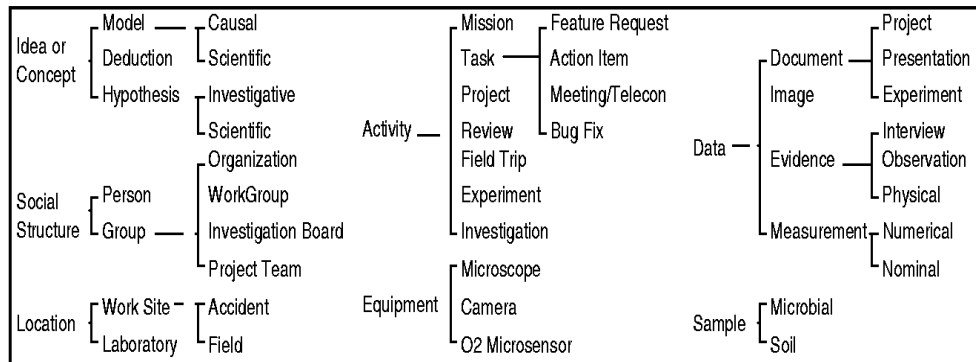 Idea or
Concept
Model
Causal
Scientific
Deduction
Hypothesis
Investigative
Scientific
Social
Structure
Person
Group
Organization
WorkGroup
Investigation Board
Project Team
Location
Work Site
Accident
Field
Laboratory
Activity
Mission
Task
Feature Request
Action Item
Meeting/Telecon
Bug Fix
Project
Review
Field Trip
Experiment
Investigation
Equipment
Microscope
Camera
O2 Microsensor
Data
Document
Project
Presentation
Experiment
Image
Evidence
Interview
Observation
Physical
Measurement
Numerical
Nominal
Sample
Microbial
Soil